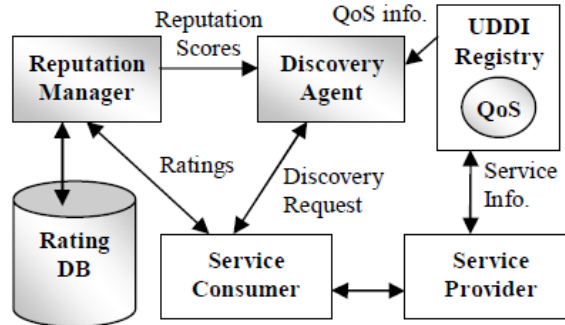 Reputation
Scores
QoS info.
Reputation
Manager
Discovery
Agent
UDDI
Registry
QoS
Ratings
Discovery
Request
Service
Info.
Rating
DB
Service
Consumer
Service
Provider